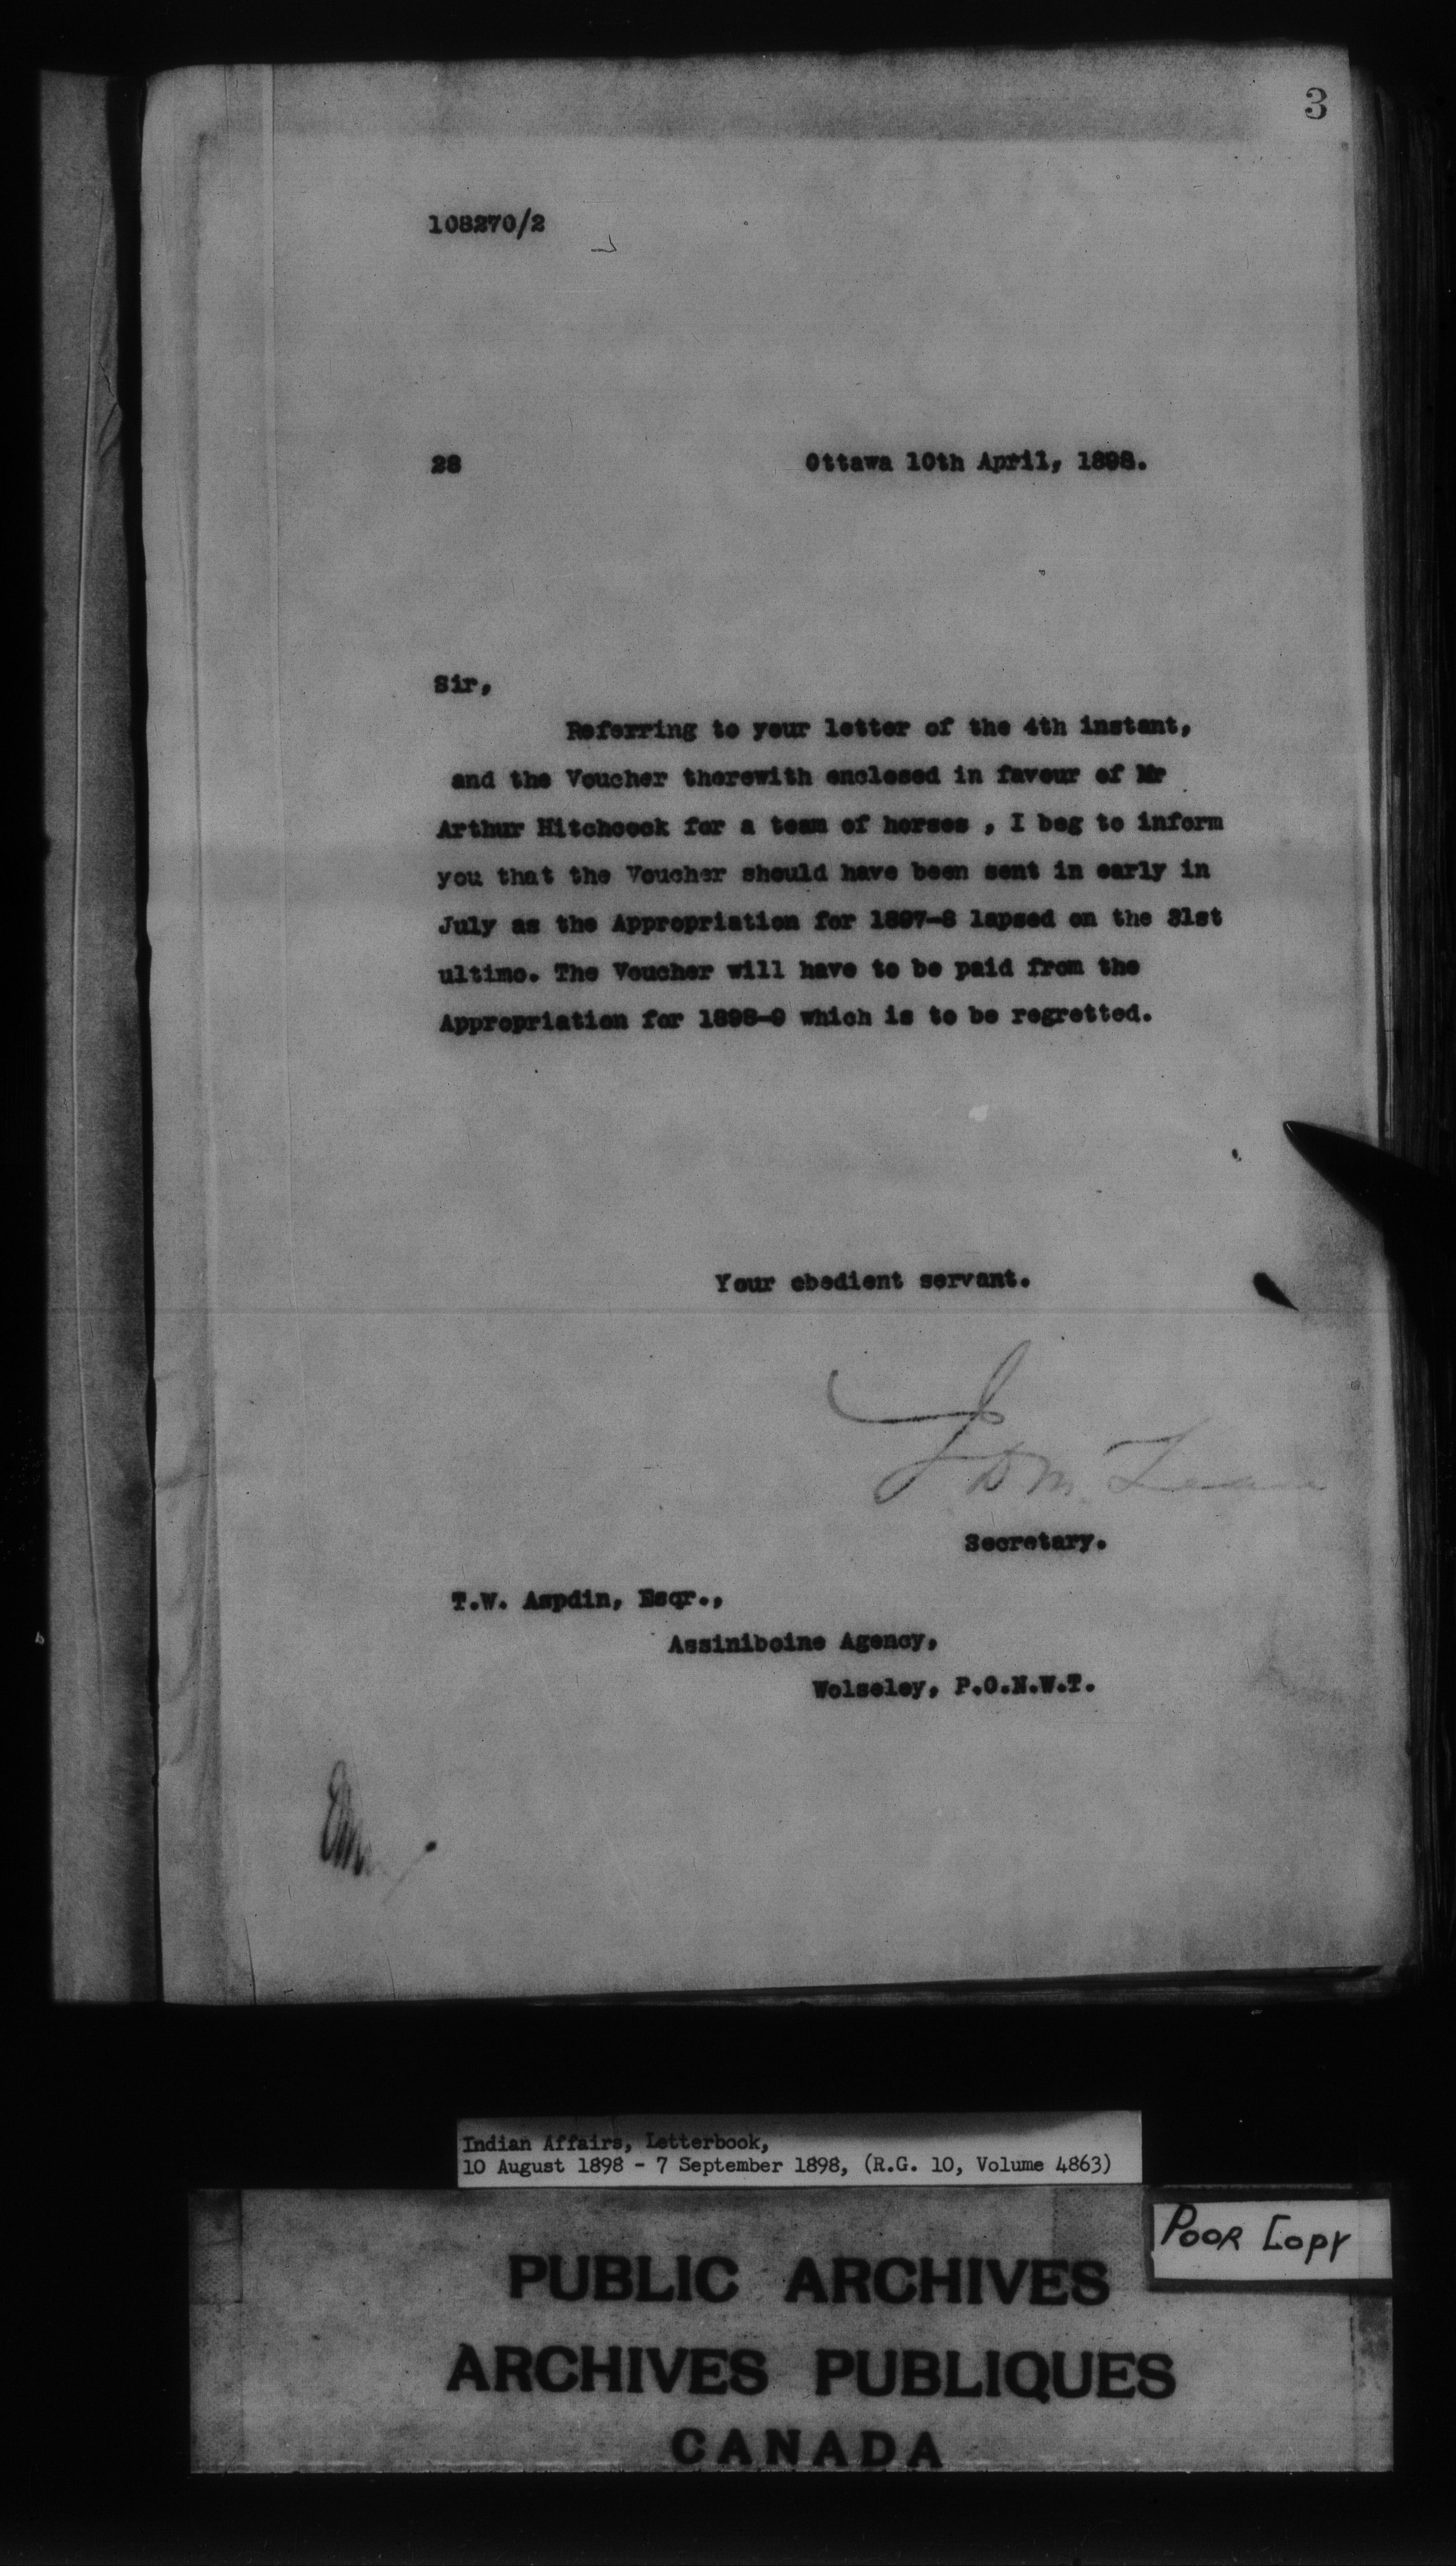 3
108270/2
28 Ottawa 10th April, 1898.
Sir,
Referring to your letter of the 4th instant,
and the Voucher therewith enclosed in favour of Mr
Arthur Hitchcock for a team of horses , I beg to inform
you that the Voucher should have been sent in early in
July as the Appropriation for 1897-8 lapsed on the 31st
ultimo. The Voucher will have to be paid from the
Appropriation for 1898-9 which is to be regretted.
Your obedient servant.
J D McLean
Secretary.
T.W. Aspdin, Esqr.,
Assiniboine Agency,
Wolseley, P.O.N.W.T.
Indian Affairs, Letterbook,
10 August 1898 - 7 September 1898, (R.G. 10, Volume 4863)
Poor Copy
PUBLIC ARCHIVES
ARCHIVES PUBLIQUES
CANADA